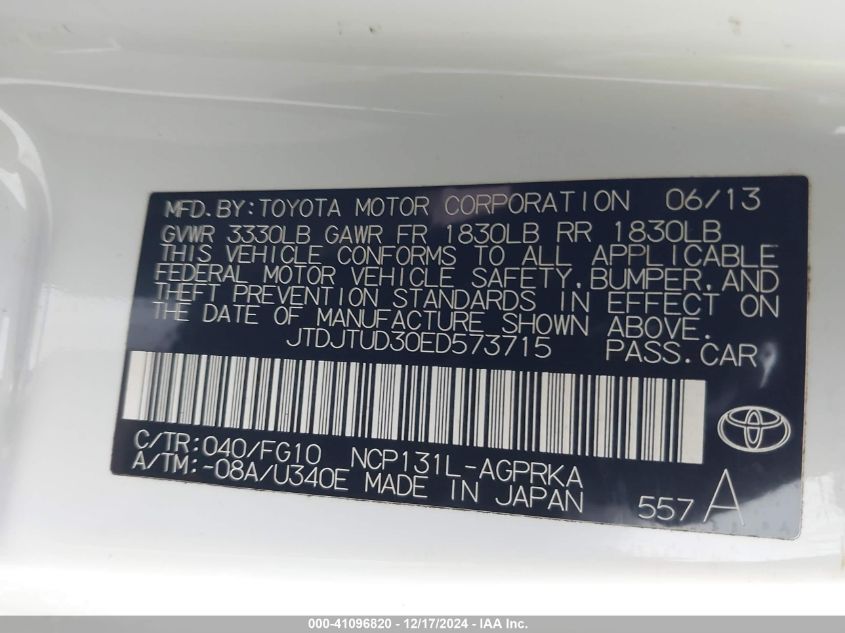 MFD.BY:TOYOTA MOTOR CORPORATION 06/13
GVWR 3330LB GAWR FR 1830LB RR 1830LB
THIS VEHICLE CONFORMS TO ALL APPLICABLE
FEDERAL MOTOR VEHICLE SAFETY,BUMPER,AND
THEFT PREVENTION STANDARDS IN EFFECT ON
THE DATE OF MANUFACTURE SHOWN ABOVE.
JTDJTUD30ED573715 PASS.CAR
C/TR:040/FG10 NCP131L-AGPRKA
A/TM:-08A/U340E MADE IN JAPAN
557 A
000-41096820 - 12/17/2024 - IAA Inc.